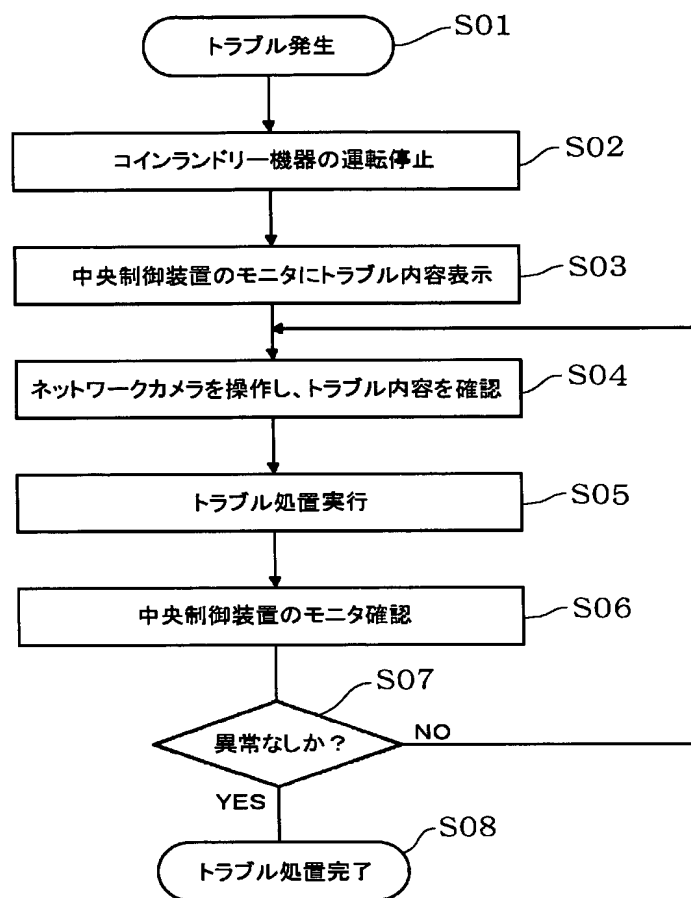 トラブル発生
S01
コインランドリー機器の運転停止
S02
中央制御装置のモニタにトラブル内容表示
S03
ネットワークカメラを操作し、トラブル内容を確認
S04
トラブル処置実行
S05
中央制御装置のモニタ確認
S06
S07
異常なしか？
NO
YES
S08
トラブル処置完了